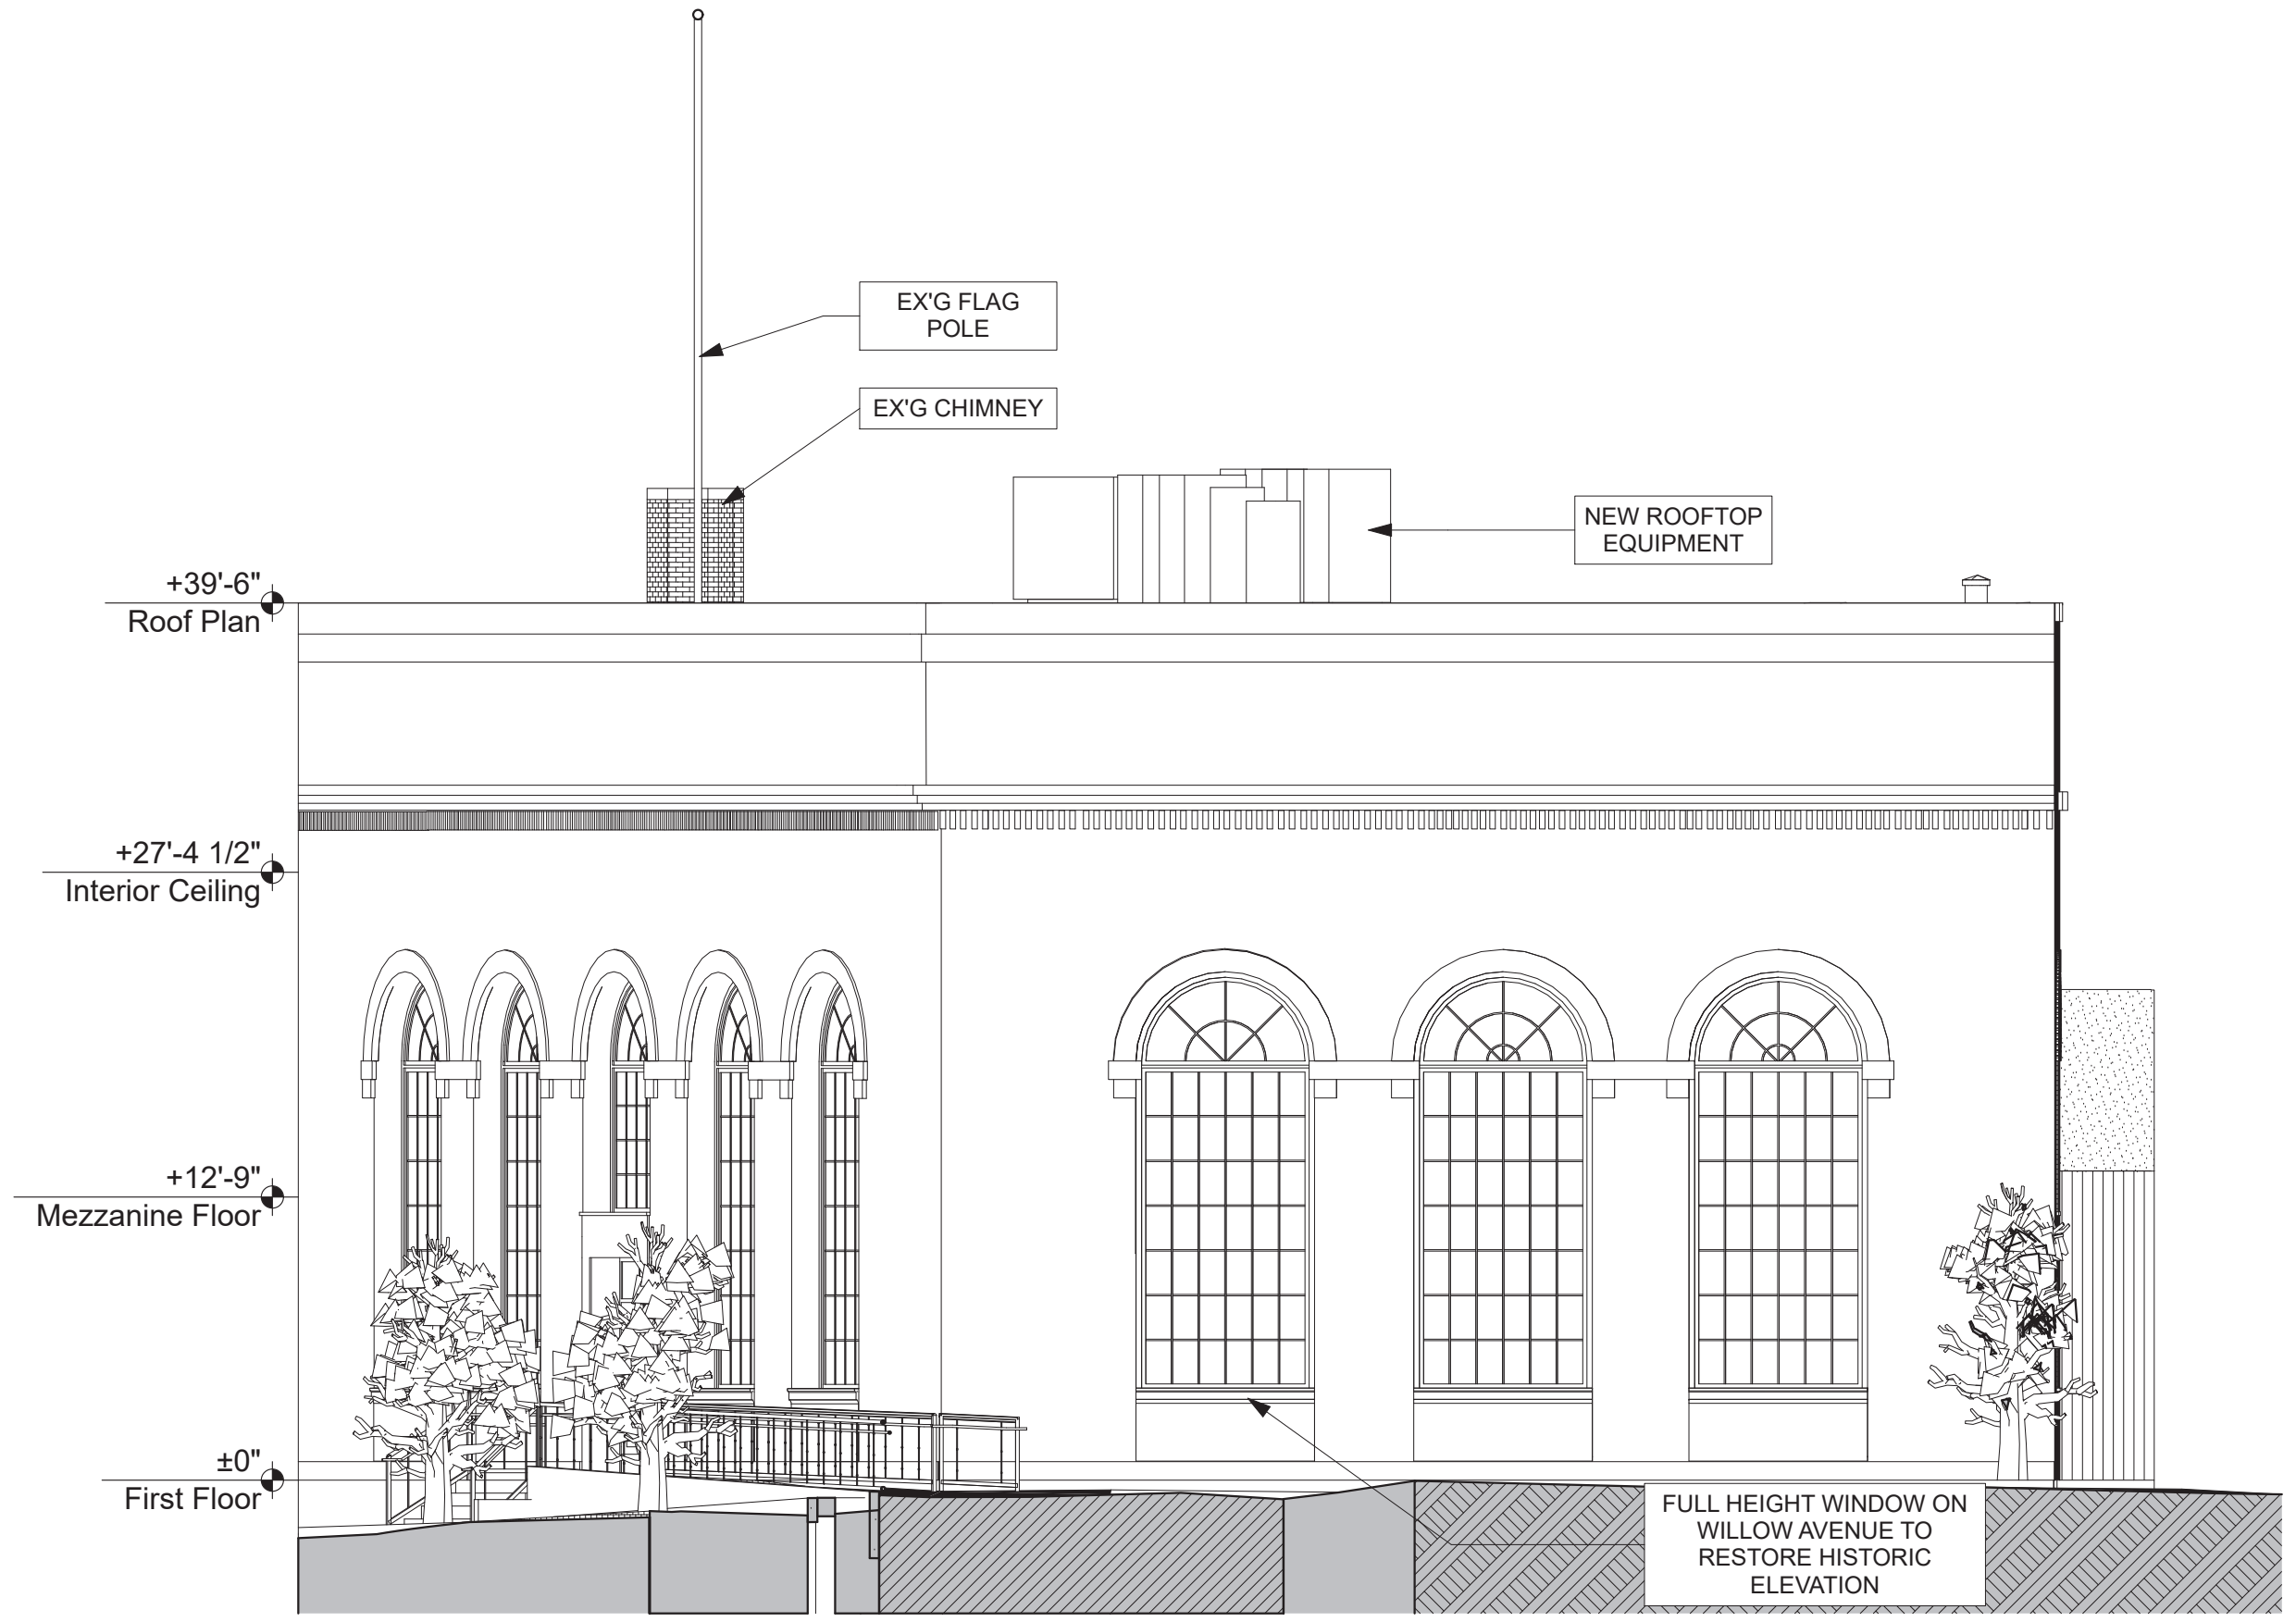 EX'G FLAG
POLE
EX'G CHIMNEY
NEW ROOFTOP
EQUIPMENT
+39'-6"
Roof Plan
+27'-4 1/2"
Interior Ceiling
+12'-9"
Mezzanine Floor
±0"
First Floor
FULL HEIGHT WINDOW ON
WILLOW AVENUE TO
RESTORE HISTORIC
ELEVATION